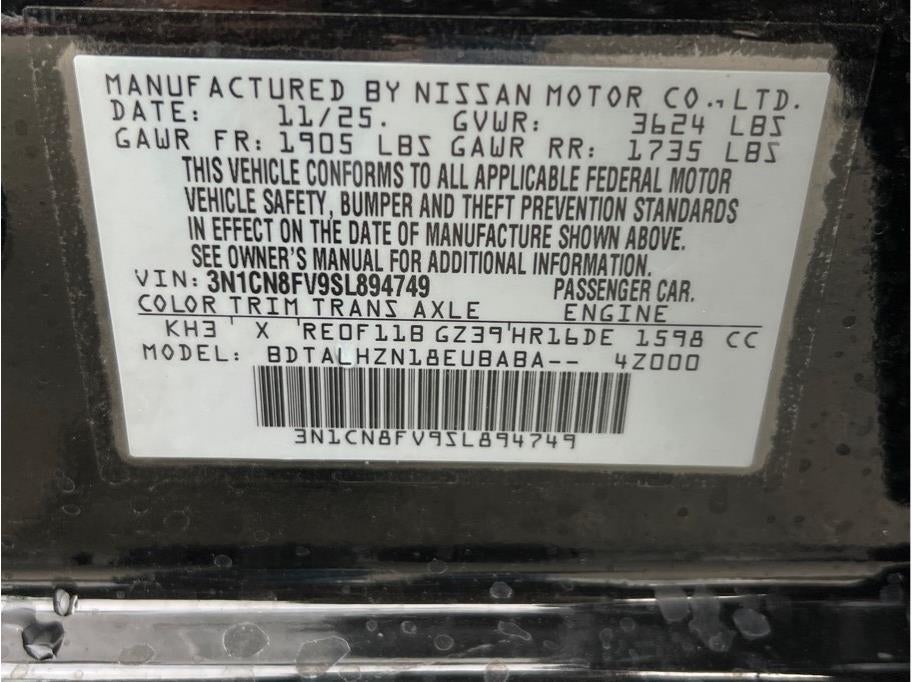 MANUFACTURED BY NISSAN MOTOR CO., LTD.
DATE: 11/25. GVWR: 3624 LBS
GAWR FR: 1905 LBS GAWR RR: 1735 LBS
THIS VEHICLE CONFORMS TO ALL APPLICABLE FEDERAL MOTOR
VEHICLE SAFETY, BUMPER AND THEFT PREVENTION STANDARDS
IN EFFECT ON THE DATE OF MANUFACTURE SHOWN ABOVE.
SEE OWNER'S MANUAL FOR ADDITIONAL INFORMATION.
VIN: 3N1CN8FV9SL894749 PASSENGER CAR.
COLOR TRIM TRANS AXLE ENGINE
KH3 X RE0F11B GZ39 HR16DE 1598 CC
MODEL: BDTALHZN18EUBABA-- 4Z000
3N1CN8FV9SL894749